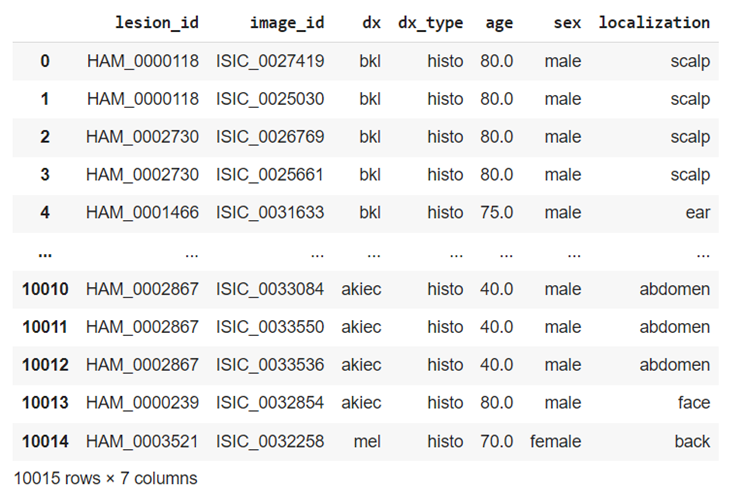 lesion_id image_id dx dx_type age sex localization
0 HAM_0000118 ISIC_0027419 bkl histo 80.0 male scalp
1 HAM_0000118 ISIC_0025030 bkl histo 80.0 male scalp
2 HAM_0002730 ISIC_0026769 bkl histo 80.0 male scalp
3 HAM_0002730 ISIC_0025661 bkl histo 80.0 male scalp
4 HAM_0001466 ISIC_0031633 bkl histo 75.0 male ear
... ... ... ... ... ... ... ...
10010 HAM_0002867 ISIC_0033084 akiec histo 40.0 male abdomen
10011 HAM_0002867 ISIC_0033550 akiec histo 40.0 male abdomen
10012 HAM_0002867 ISIC_0033536 akiec histo 40.0 male abdomen
10013 HAM_0000239 ISIC_0032854 akiec histo 80.0 male face
10014 HAM_0003521 ISIC_0032258 mel histo 70.0 female back
10015 rows × 7 columns